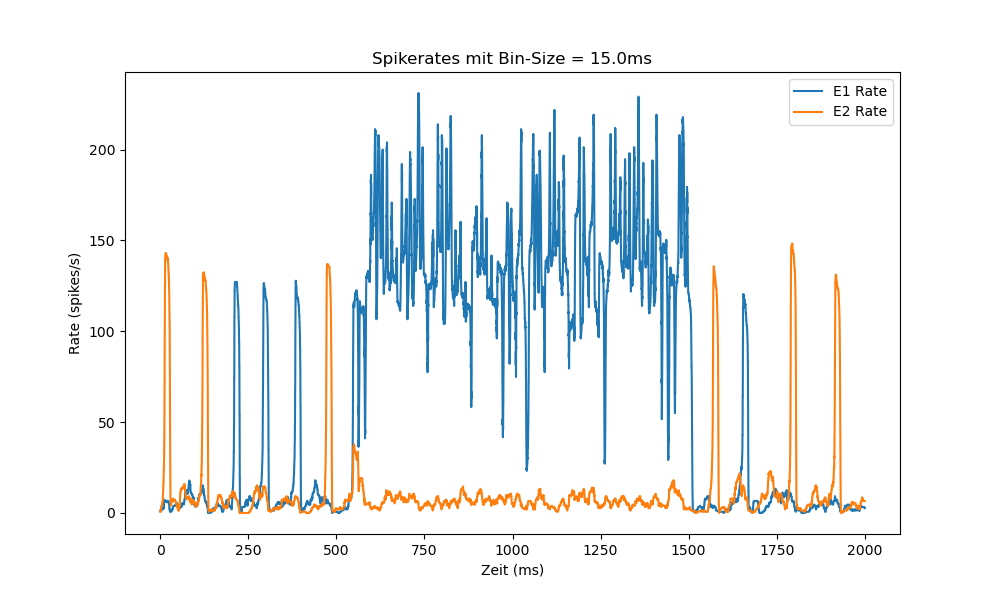 Spikerates mit Bin-Size = 15.0ms
E1 Rate
E2 Rate
Rate (spikes/s)
200
150
100
50
0
0 250 500 750 1000 1250 1500 1750 2000
Zeit (ms)